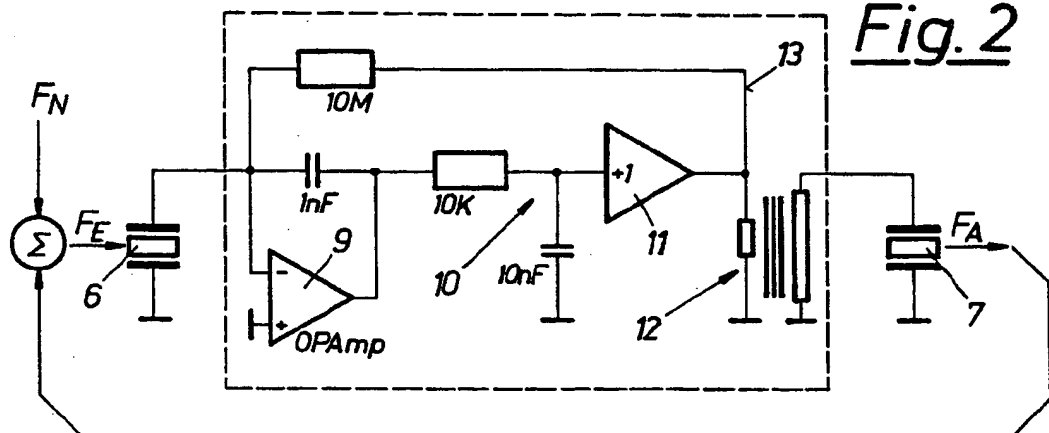 Fig. 2
13
10M
F_N
1nF
10K
+1
Σ
F_E
F_A
6
9
10
10nF
11
12
7
−
+
OPAmp